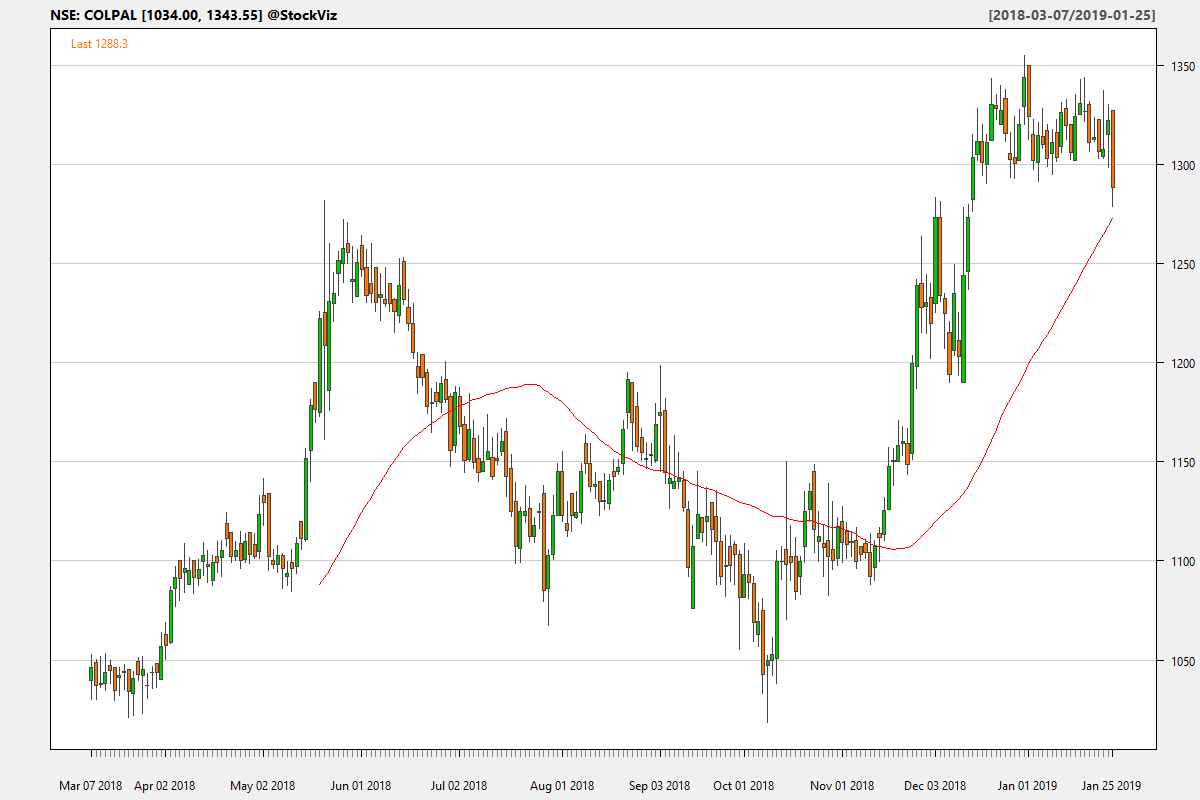 NSE: COLPAL [1034.00, 1343.55] @StockViz
[2018-03-07/2019-01-25]
Last 1288.3
1350
1300
1250
1200
1150
1100
1050
Mar 07 2018 Apr 02 2018 May 02 2018 Jun 01 2018 Jul 02 2018 Aug 01 2018 Sep 03 2018 Oct 01 2018 Nov 01 2018 Dec 03 2018 Jan 01 2019 Jan 25 2019